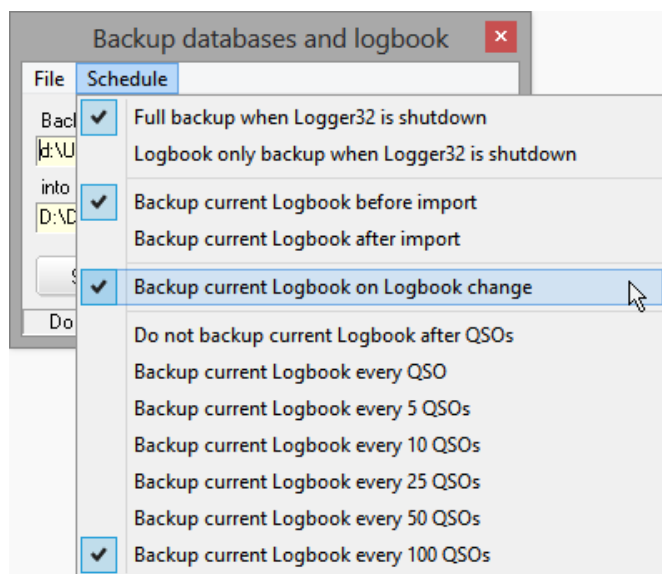 Backup databases and logbook
File Schedule
Full backup when Logger32 is shutdown
d:\U
Logbook only backup when Logger32 is shutdown
into
Backup current Logbook before import
D:\D
Backup current Logbook after import
Backup current Logbook on Logbook change
Do
Do not backup current Logbook after QSOs
Backup current Logbook every QSO
Backup current Logbook every 5 QSOs
Backup current Logbook every 10 QSOs
Backup current Logbook every 25 QSOs
Backup current Logbook every 50 QSOs
Backup current Logbook every 100 QSOs